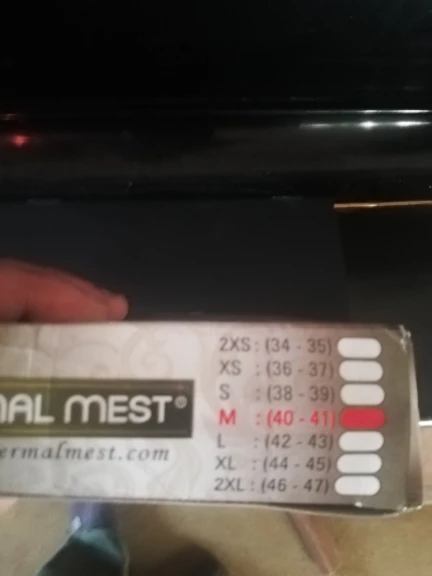 2XS : (34 - 35)
XS : (36 - 37)
S : (38 - 39)
M : (40 - 41)
L : (42 - 43)
XL : (44 - 45)
2XL : (46 - 47)
NAL MEST®
ermalmest.com